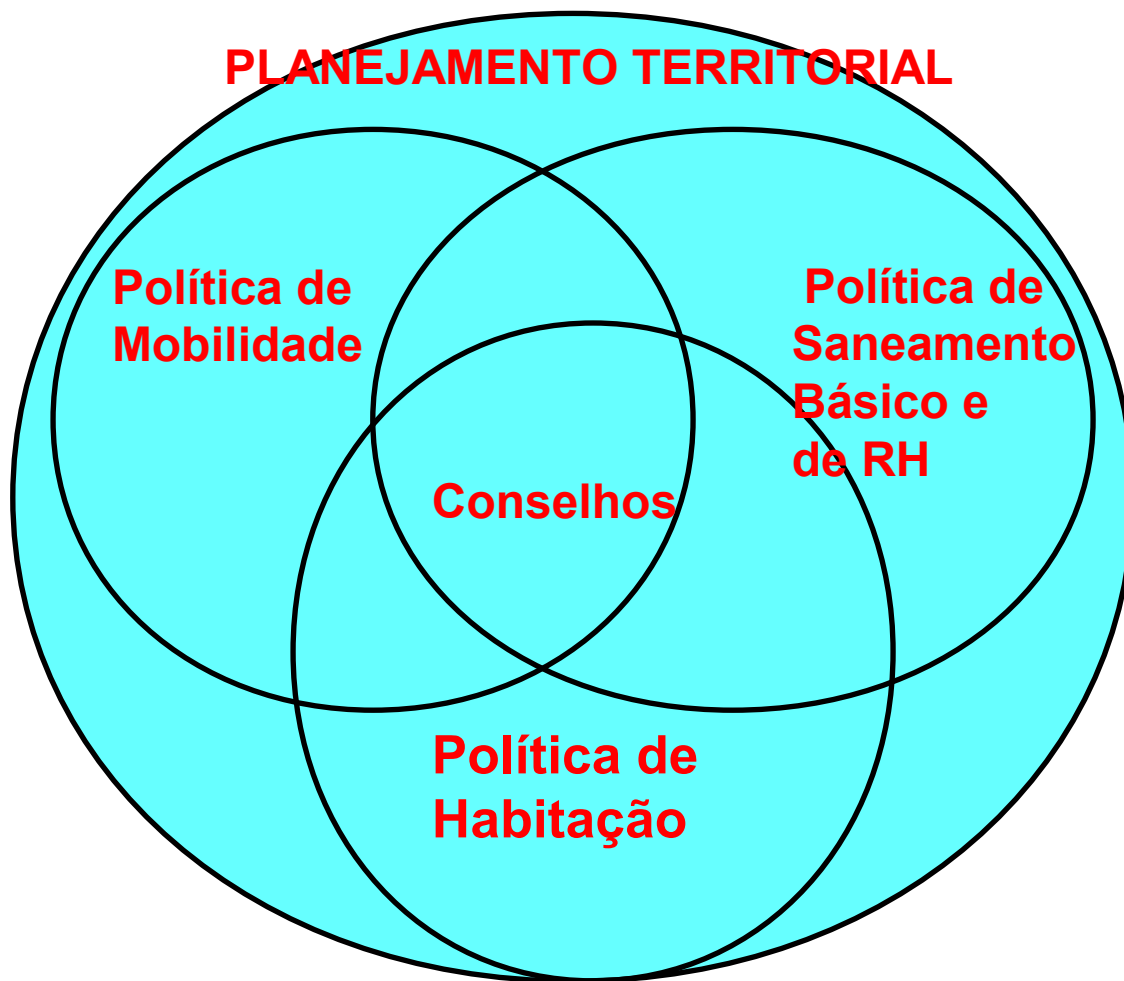 PLANEJAMENTO TERRITORIAL
Política de
Mobilidade
Política de
Saneamento
Básico e
de RH
Conselhos
Política de
Habitação